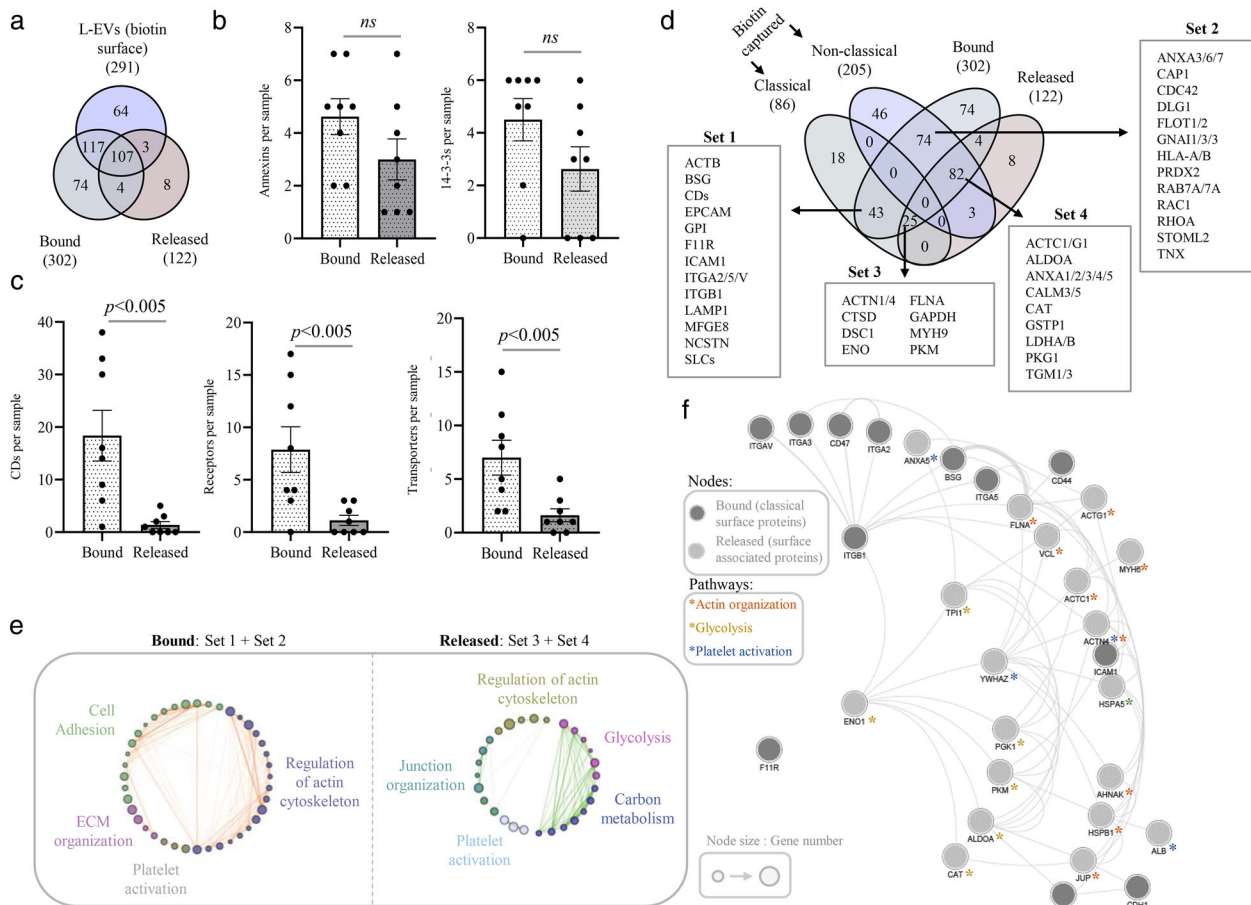 a
L-EVs (biotin
surface)
(291)
64
117
107
3
74
4
8
Bound
(302)
Released
(122)
b
ns
Annexins per sample
8
6
4
2
0
Bound
Released
ns
14-3-3s per sample
8
6
4
2
0
Bound
Released
c
p<0.005
CDs per sample
40
30
20
10
0
Bound
Released
p<0.005
Receptors per sample
20
15
10
5
0
Bound
Released
p<0.005
Transporters per sample
20
15
10
5
0
Bound
Released
d
Biotin
captured
Classical
(86)
Non-classical
(205)
Bound
(302)
Released
(122)
46
74
18
0
74
4
8
0
82
0
43
25
0
3
0
Set 1
ACTB
BSG
CDs
EPCAM
GPI
F11R
ICAM1
ITGA2/5/V
ITGB1
LAMP1
MFGE8
NCSTN
SLCs
Set 2
ANXA3/6/7
CAP1
CDC42
DLG1
FLOT1/2
GNAI1/3/3
HLA-A/B
PRDX2
RAB7A/7A
RAC1
RHOA
STOML2
TNX
Set 3
ACTN1/4 FLNA
CTSD GAPDH
DSC1 MYH9
ENO PKM
Set 4
ACTC1/G1
ALDOA
ANXA1/2/3/4/5
CALM3/5
CAT
GSTP1
LDHA/B
PKG1
TGM1/3
e
Bound: Set 1 + Set 2
Cell
Adhesion
Regulation
of actin
cytoskeleton
ECM
organization
Platelet
activation
Released: Set 3 + Set 4
Regulation of actin
cytoskeleton
Glycolysis
Junction
organization
Carbon
metabolism
Platelet
activation
Node size : Gene number
f
Nodes:
Bound (classical
surface proteins)
Released (surface
associated proteins)
Pathways:
*Actin organization
*Glycolysis
*Platelet activation
ITGAV
ITGA3
CD47
ITGA2
ANXA5*
BSG
ITGA5
CD44
FLNA*
ACTG1*
ITGB1
VCL*
MYH6*
ACTC1*
TPI1*
ACTN4**
ICAM1
YWHAZ*
HSPA5*
ENO1*
PGK1*
F11R
PKM*
AHNAK*
HSPB1*
ALDOA*
ALB*
CAT*
JUP*
CDH1